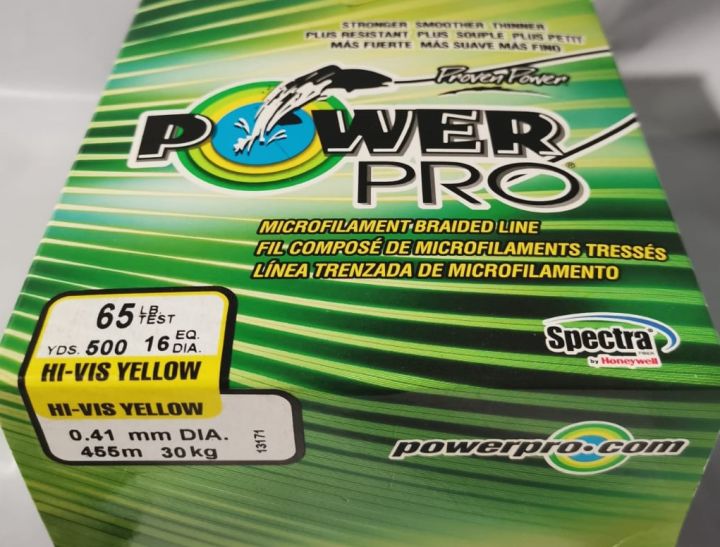 STRONGER SMOOTHER THINNER
PLUS RESISTANT PLUS SOUPLE PLUS PETIT
MÁS FUERTE MÁS SUAVE MÁS FINO
Proven Power
POWER
PRO®
MICROFILAMENT BRAIDED LINE
FIL COMPOSÉ DE MICROFILAMENTS TRESSÉS
LÍNEA TRENZADA DE MICROFILAMENTO
65 LB. TEST
YDS. 500 16 EQ. DIA.
HI-VIS YELLOW
HI-VIS YELLOW
0.41 mm DIA.
455m 30kg
13171
Spectra
FIBER
by Honeywell
powerpro.com